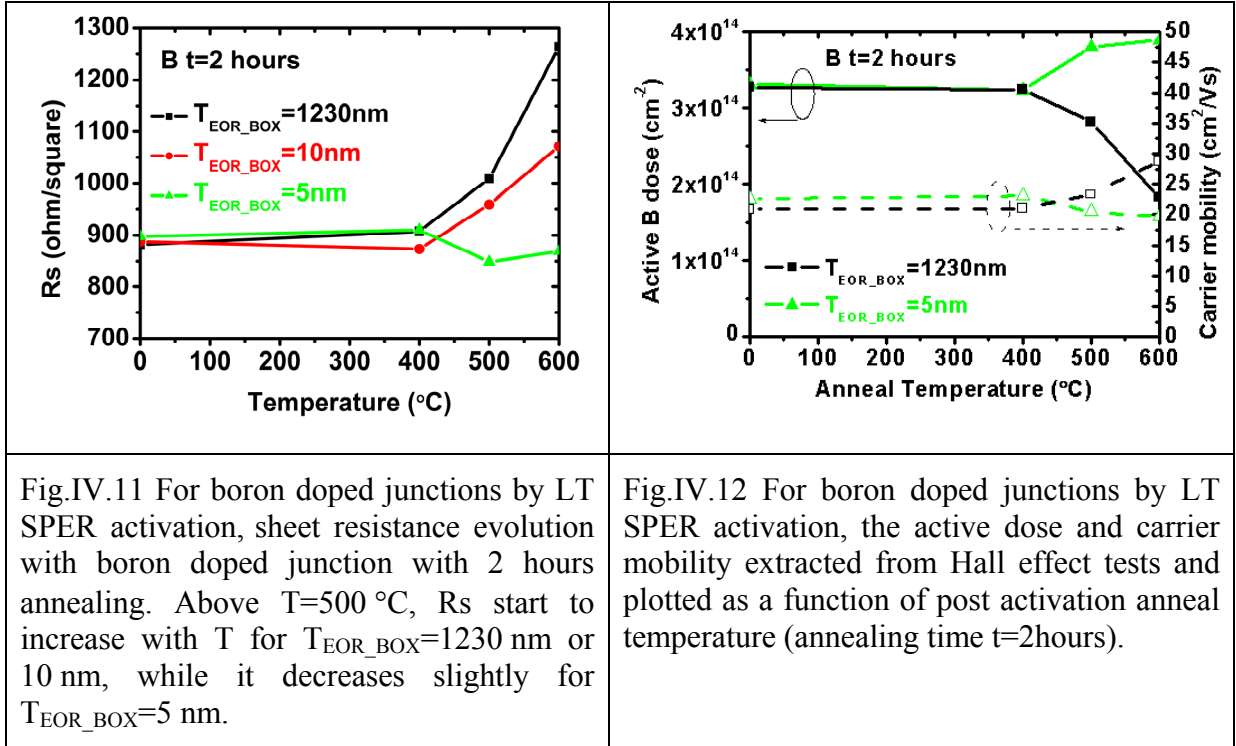 1300
1200
1100
1000
900
800
700
Rs (ohm/square)
B t=2 hours
T_EOR_BOX=1230nm
T_EOR_BOX=10nm
T_EOR_BOX=5nm
0 100 200 300 400 500 600
Temperature (°C)
4x10^14
3x10^14
2x10^14
1x10^14
0
Active B dose (cm^-2)
B t=2 hours
T_EOR_BOX=1230nm
T_EOR_BOX=5nm
50
45
40
35
30
25
20
15
10
5
0
Carrier mobility (cm^2/Vs)
0 100 200 300 400 500 600
Anneal Temperature (°C)
Fig.IV.11 For boron doped junctions by LT
SPER activation, sheet resistance evolution
with boron doped junction with 2 hours
annealing. Above T=500 °C, Rs start to
increase with T for T_EOR_BOX=1230 nm or
10 nm, while it decreases slightly for
T_EOR_BOX=5 nm.
Fig.IV.12 For boron doped junctions by LT
SPER activation, the active dose and carrier
mobility extracted from Hall effect tests and
plotted as a function of post activation anneal
temperature (annealing time t=2hours).